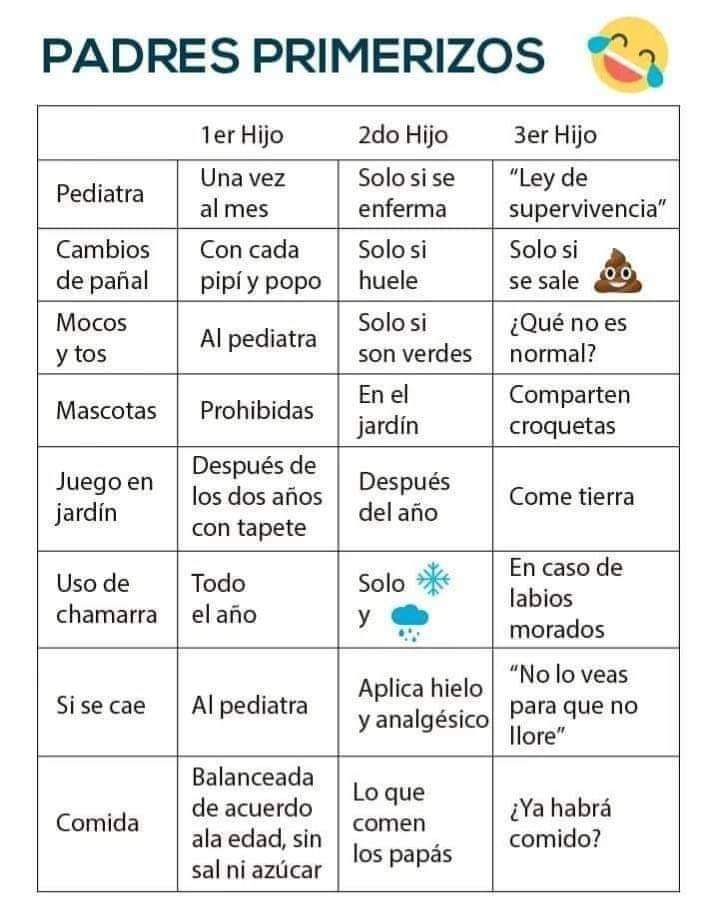 PADRES PRIMERIZOS
1er Hijo
2do Hijo
3er Hijo
Pediatra
Una vez
al mes
Solo si se
enferma
“Ley de
supervivencia”
Cambios
de pañal
Con cada
pipí y popo
Solo si
huele
Solo si
se sale
Mocos
y tos
Al pediatra
Solo si
son verdes
¿Qué no es
normal?
Mascotas
Prohibidas
En el
jardín
Comparten
croquetas
Juego en
jardín
Después de
los dos años
con tapete
Después
del año
Come tierra
Uso de
chamarra
Todo
el año
Solo
y
En caso de
labios
morados
Si se cae
Al pediatra
Aplica hielo
y analgésico
“No lo veas
para que no
llore”
Comida
Balanceada
de acuerdo
ala edad, sin
sal ni azúcar
Lo que
comen
los papás
¿Ya habrá
comido?